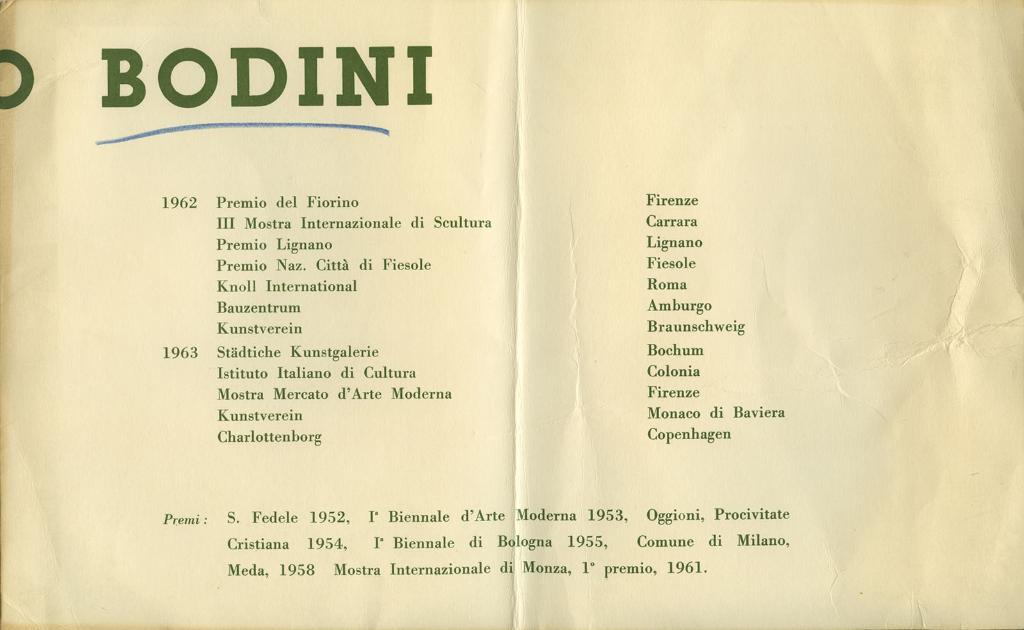 O BODINI
1962 Premio del Fiorino Firenze
III Mostra Internazionale di Scultura Carrara
Premio Lignano Lignano
Premio Naz. Città di Fiesole Fiesole
Knoll International Roma
Bauzentrum Amburgo
Kunstverein Braunschweig
1963 Städtiche Kunstgalerie Bochum
Istituto Italiano di Cultura Colonia
Mostra Mercato d'Arte Moderna Firenze
Kunstverein Monaco di Baviera
Charlottenborg Copenhagen
Premi: S. Fedele 1952, Iª Biennale d'Arte Moderna 1953, Oggioni, Procivitate
Cristiana 1954, Iª Biennale di Bologna 1955, Comune di Milano,
Meda, 1958 Mostra Internazionale di Monza, 1° premio, 1961.